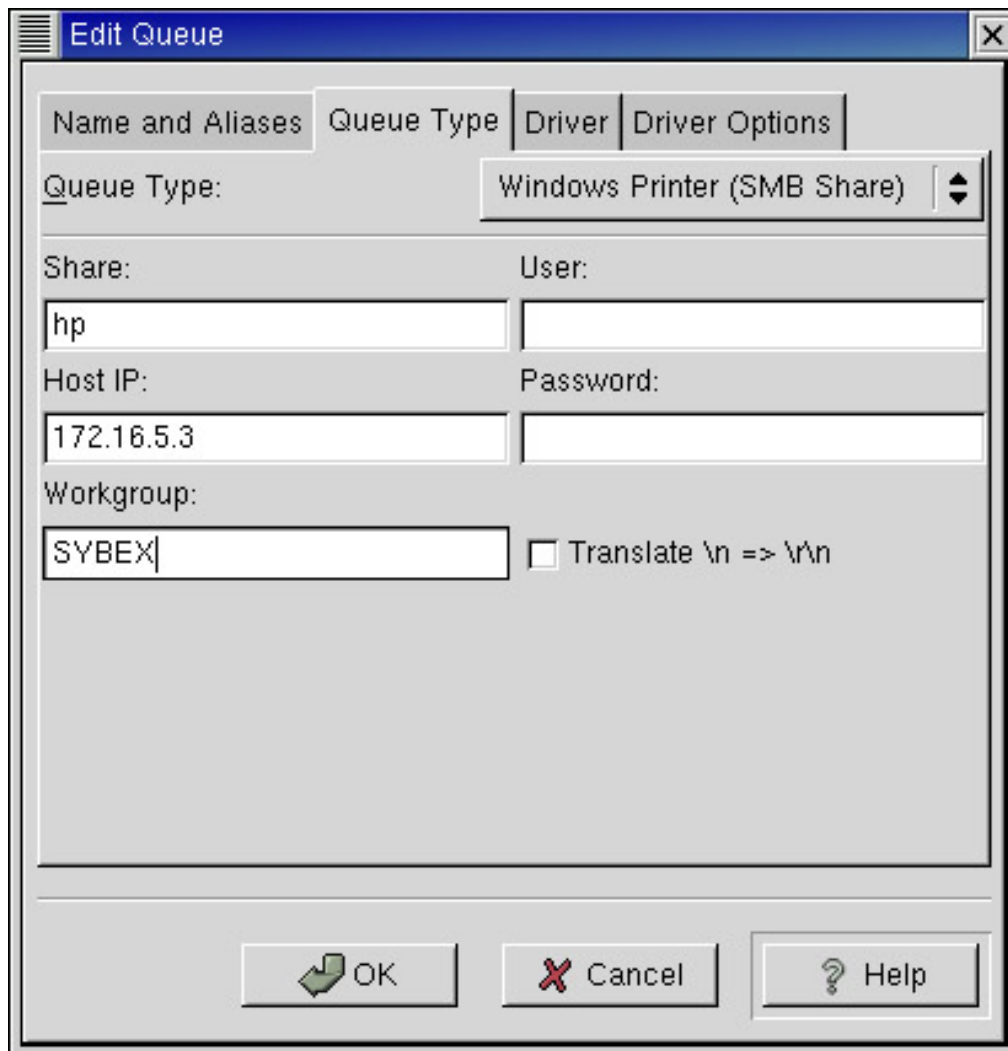 Edit Queue
Name and Aliases Queue Type Driver Driver Options
Queue Type: Windows Printer (SMB Share)
Share: User:
hp
Host IP: Password:
172.16.5.3
Workgroup:
SYBEX Translate \n => \r\n
OK Cancel ? Help